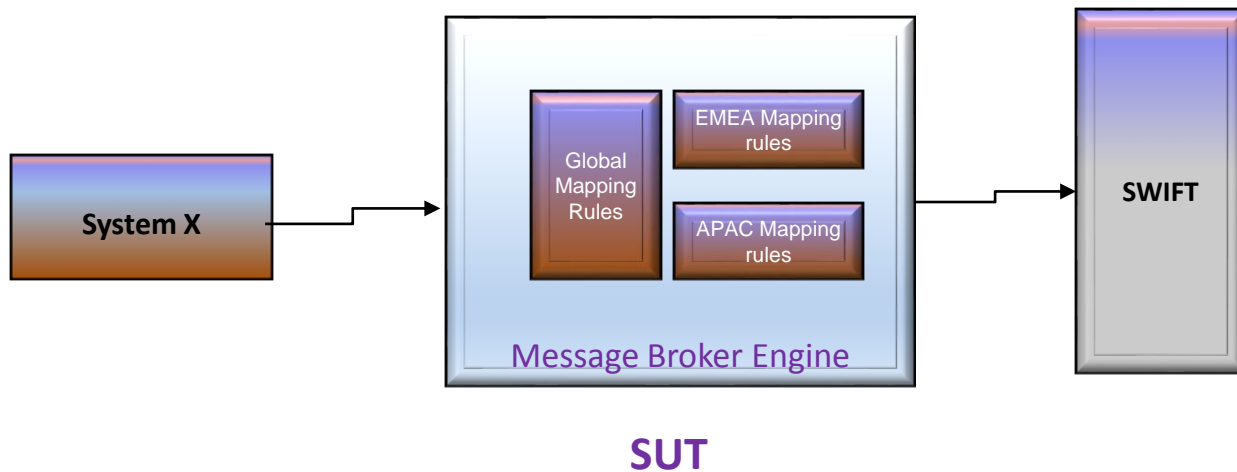 System X
Global
Mapping
Rules
EMEA Mapping
rules
APAC Mapping
rules
Message Broker Engine
SWIFT
SUT